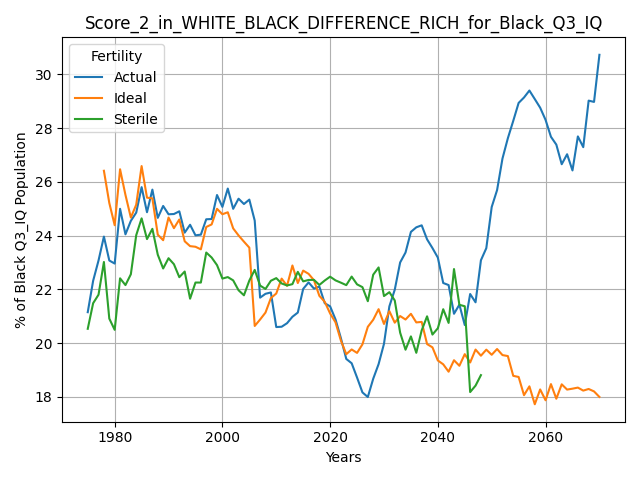 Score_2_in_WHITE_BLACK_DIFFERENCE_RICH_for_Black_Q3_IQ
Fertility
Actual
Ideal
Sterile
% of Black Q3_IQ Population
30
28
26
24
22
20
18
1980
2000
2020
2040
2060
Years